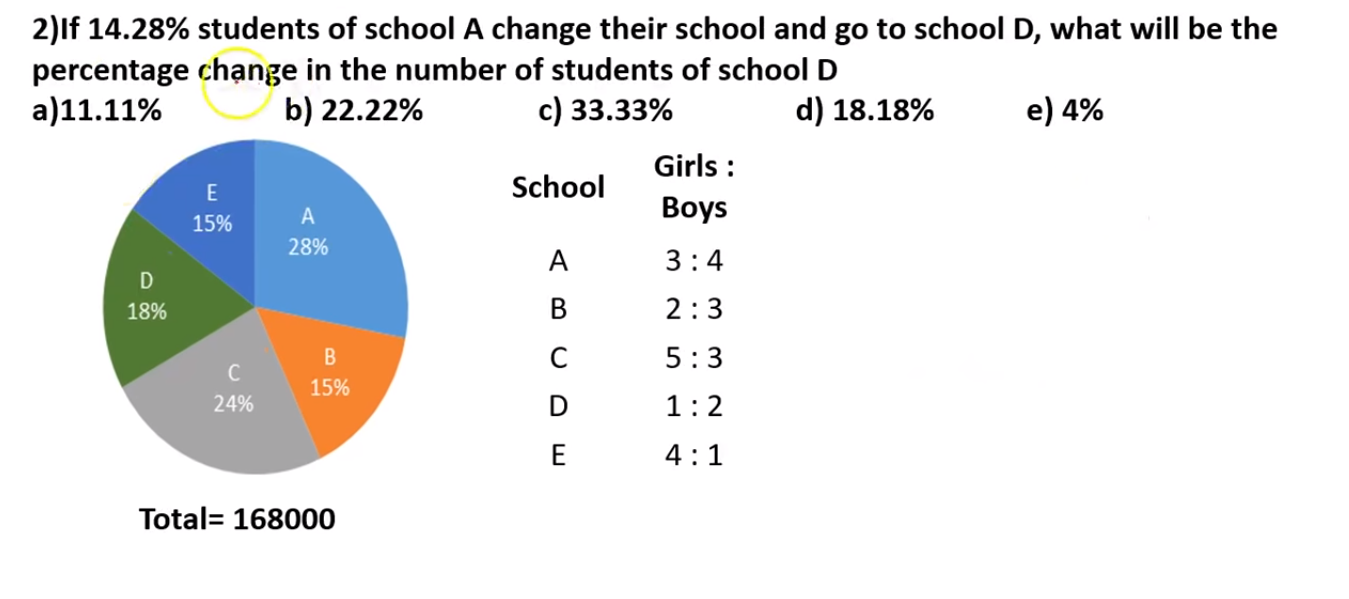 2)If 14.28% students of school A change their school and go to school D, what will be the
percentage change in the number of students of school D
a)11.11% b) 22.22% c) 33.33% d) 18.18% e) 4%
E
15%
A
28%
D
18%
C
24%
B
15%
Total= 168000
School Girls :
Boys
A 3 : 4
B 2 : 3
C 5 : 3
D 1 : 2
E 4 : 1